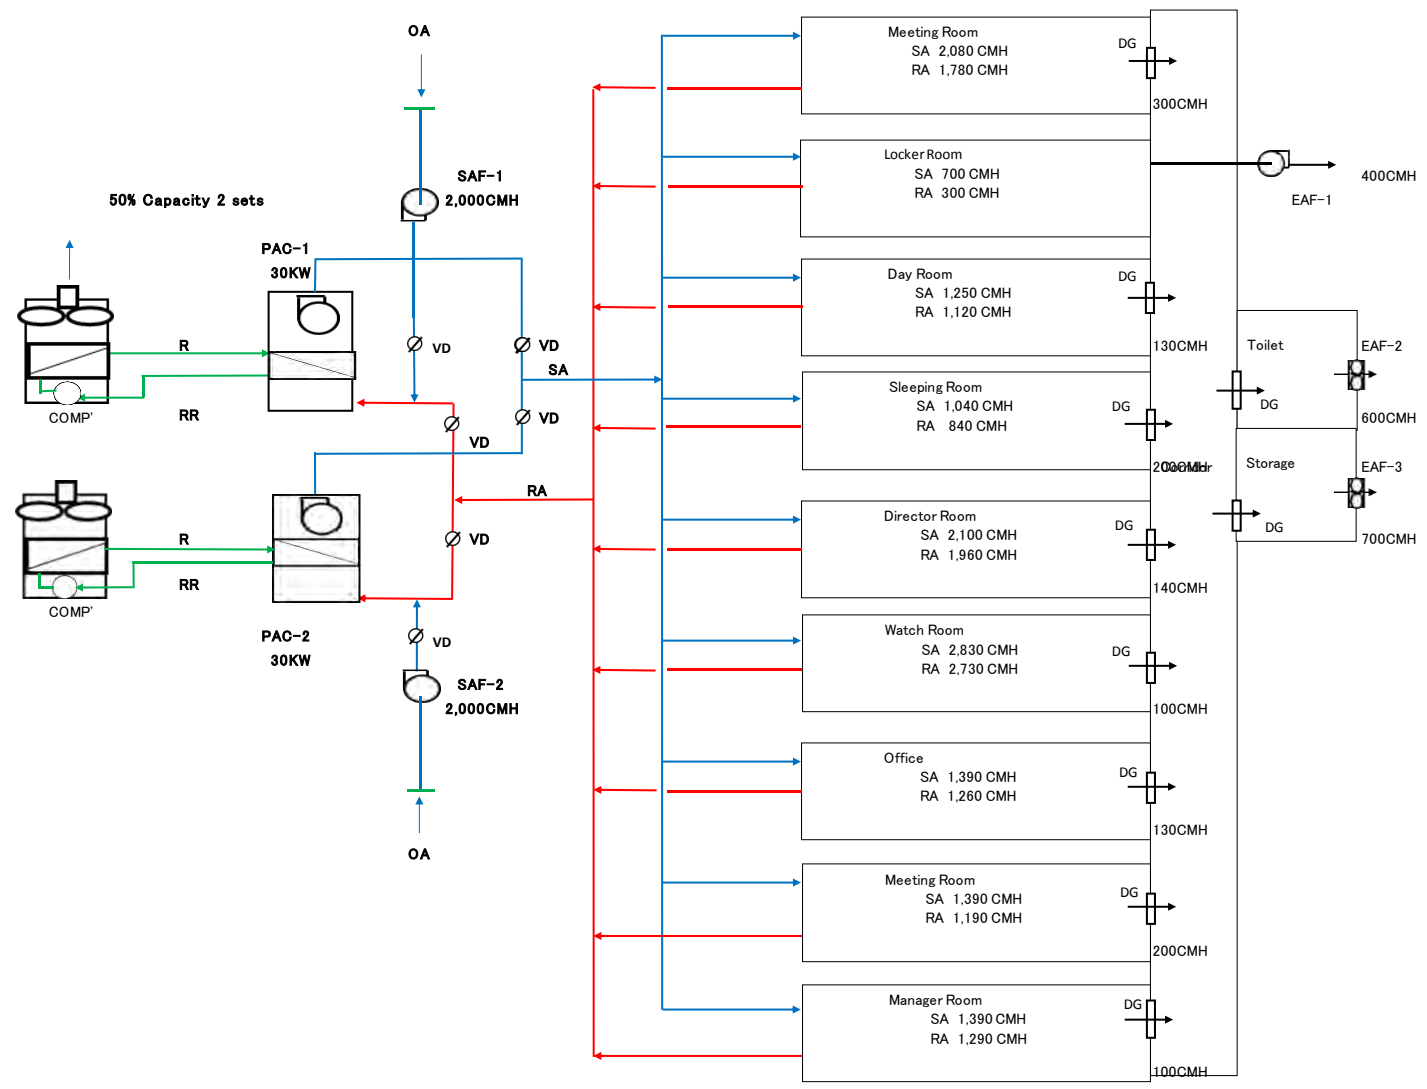 OA
SAF-1
2,000CMH
50% Capacity 2 sets
PAC-1
30KW
R
RR
COMP'
VD
VD
SA
VD
VD
RA
R
RR
COMP'
VD
PAC-2
30KW
VD
SAF-2
2,000CMH
OA
Meeting Room
SA 2,080 CMH
RA 1,780 CMH
DG
300CMH
Locker Room
SA 700 CMH
RA 300 CMH
EAF-1
400CMH
Day Room
SA 1,250 CMH
RA 1,120 CMH
DG
130CMH
Toilet
DG
EAF-2
600CMH
Sleeping Room
SA 1,040 CMH
RA 840 CMH
DG
200CMH
Corridor
Storage
DG
EAF-3
700CMH
Director Room
SA 2,100 CMH
RA 1,960 CMH
DG
140CMH
Watch Room
SA 2,830 CMH
RA 2,730 CMH
DG
100CMH
Office
SA 1,390 CMH
RA 1,260 CMH
DG
130CMH
Meeting Room
SA 1,390 CMH
RA 1,190 CMH
DG
200CMH
Manager Room
SA 1,390 CMH
RA 1,290 CMH
DG
100CMH